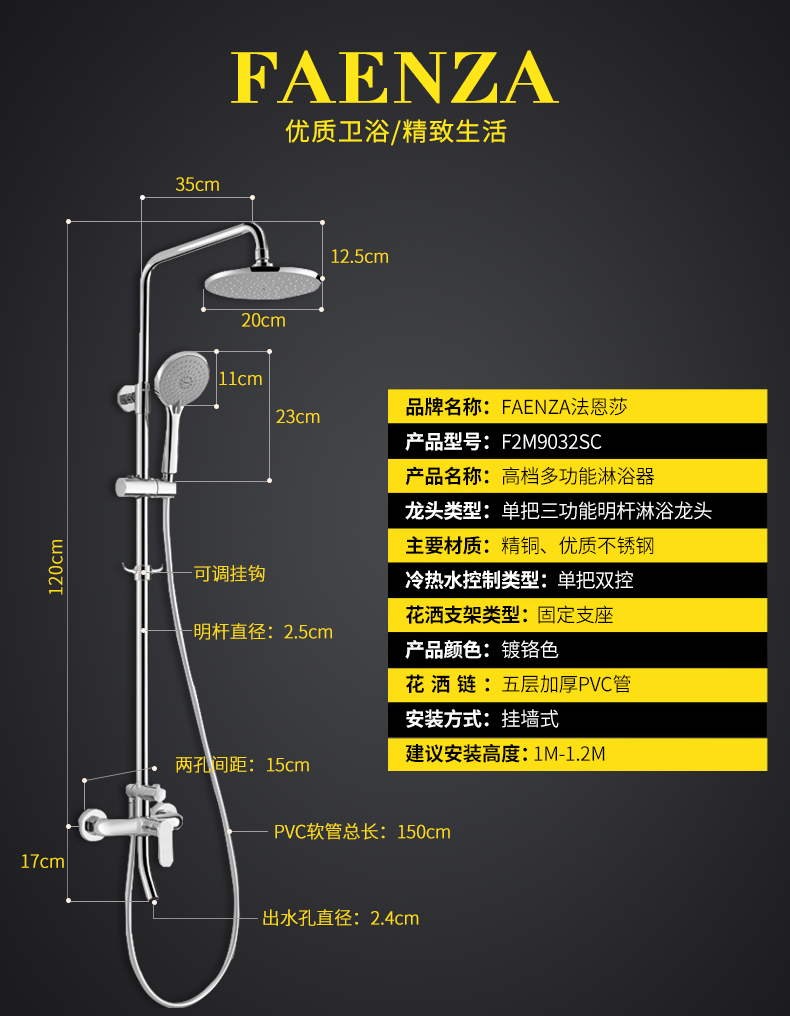 FAENZA
优质卫浴/精致生活
35cm
12.5cm
20cm
11cm
23cm
品牌名称：FAENZA法恩莎
产品型号：F2M9032SC
产品名称：高档多功能淋浴器
龙头类型：单把三功能明杆淋浴龙头
主要材质：精铜、优质不锈钢
冷热水控制类型：单把双控
花洒支架类型：固定支座
产品颜色：镀铬色
花 洒 链 ：五层加厚PVC管
安装方式：挂墙式
建议安装高度：1M-1.2M
120cm
可调挂钩
明杆直径：2.5cm
两孔间距：15cm
PVC软管总长：150cm
17cm
出水孔直径：2.4cm